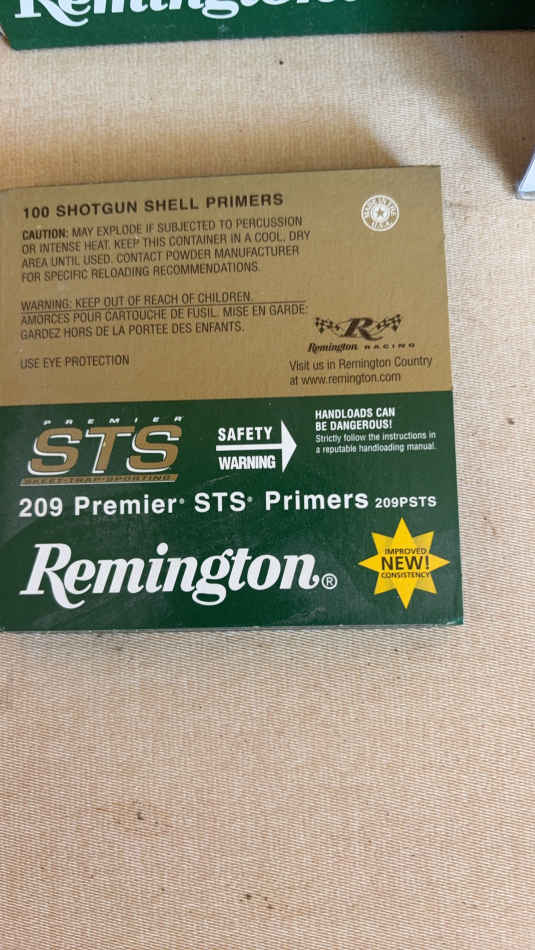 Remington
100 SHOTGUN SHELL PRIMERS
CAUTION: MAY EXPLODE IF SUBJECTED TO PERCUSSION
OR INTENSE HEAT. KEEP THIS CONTAINER IN A COOL, DRY
AREA UNTIL USED. CONTACT POWDER MANUFACTURER
FOR SPECIFIC RELOADING RECOMMENDATIONS.
MADE IN THE
U.S.A.
WARNING: KEEP OUT OF REACH OF CHILDREN.
AMORCES POUR CARTOUCHE DE FUSIL. MISE EN GARDE:
GARDEZ HORS DE LA PORTEE DES ENFANTS.
R
Remington RACING
USE EYE PROTECTION
Visit us in Remington Country
at www.remington.com
PREMIER
STS
SKEET•TRAP•SPORTING
SAFETY
WARNING
HANDLOADS CAN
BE DANGEROUS!
Strictly follow the instructions in
a reputable handloading manual.
209 Premier® STS® Primers 209PSTS
Remington®
IMPROVED
NEW!
CONSISTENCY